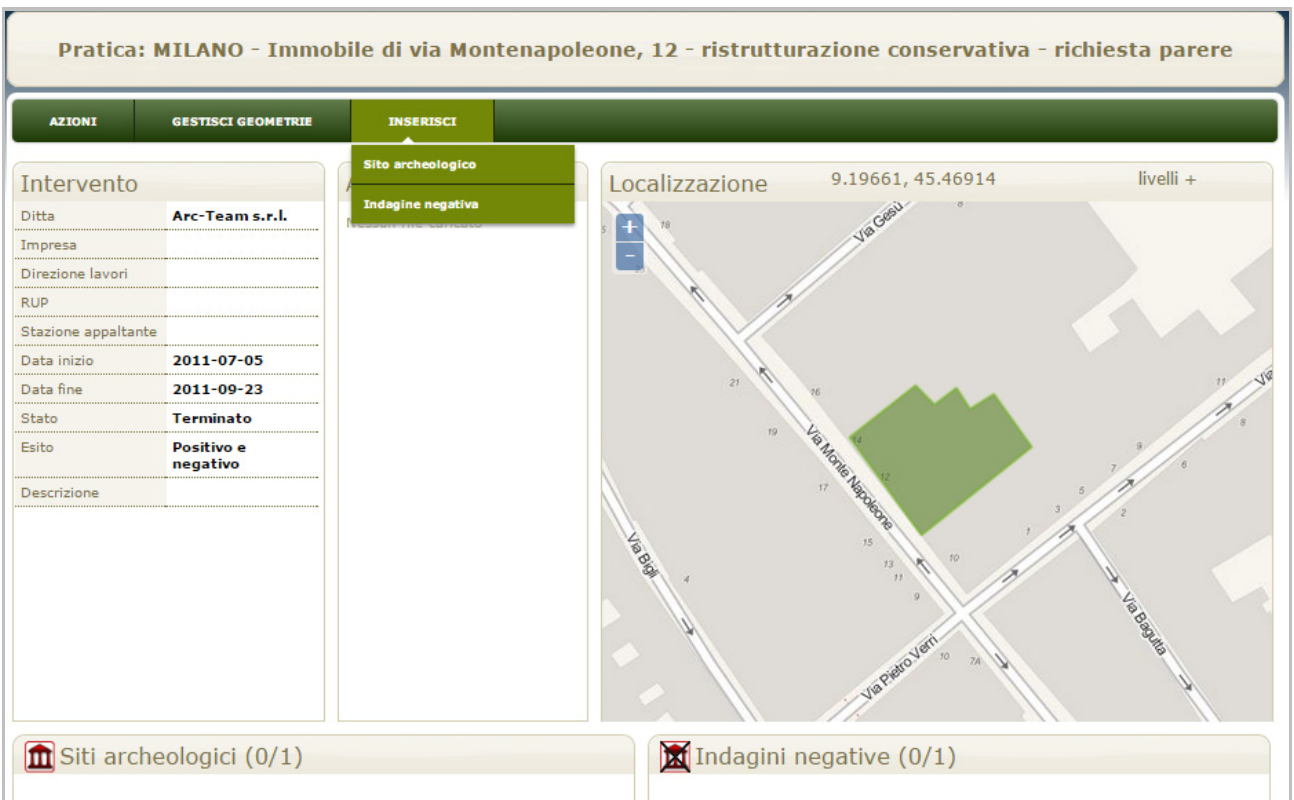 Pratica: MILANO - Immobile di via Montenapoleone, 12 - ristrutturazione conservativa - richiesta parere
AZIONI
GESTISCI GEOMETRIE
INSERISCI
Sito archeologico
Indagine negativa
Intervento
Ditta Arc-Team s.r.l.
Impresa
Direzione lavori
RUP
Stazione appaltante
Data inizio 2011-07-05
Data fine 2011-09-23
Stato Terminato
Esito Positivo e
negativo
Descrizione
Localizzazione
9.19661, 45.46914
livelli +
+
-
Via Gesù
8
18
21
16
19
14
12
17
Via Monte Napoleone
15
13
11
9
10
11
8
9
7
6
5
3
2
1
Via
Via Bigli
4
Via Pietro Verri
10
7A
Via Bagutta
Siti archeologici (0/1)
Indagini negative (0/1)